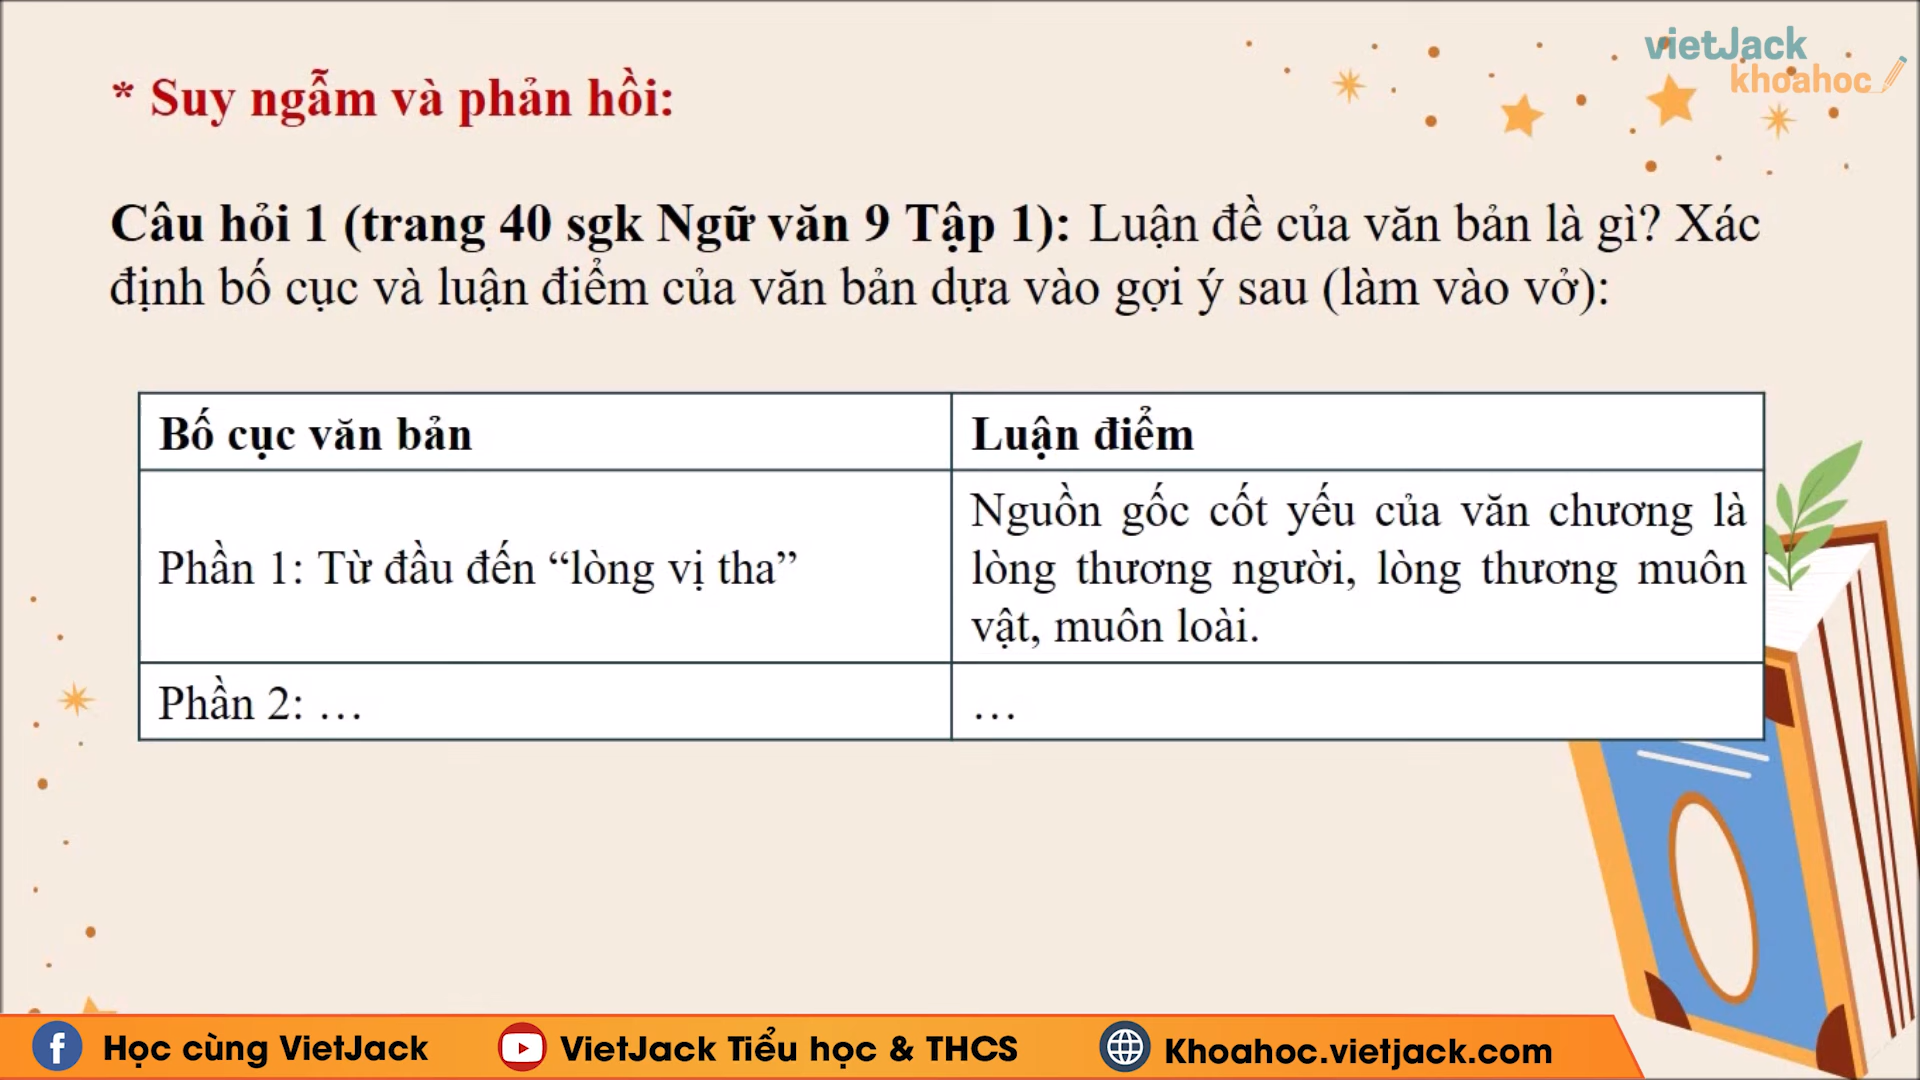 vietJack
khoahoc
* Suy ngẫm và phản hồi:
Câu hỏi 1 (trang 40 sgk Ngữ văn 9 Tập 1): Luận đề của văn bản là gì? Xác
định bố cục và luận điểm của văn bản dựa vào gợi ý sau (làm vào vở):
Bố cục văn bản
Luận điểm
Phần 1: Từ đầu đến “lòng vị tha”
Nguồn gốc cốt yếu của văn chương là
lòng thương người, lòng thương muôn
vật, muôn loài.
Phần 2: …
…
Học cùng VietJack
VietJack Tiểu học & THCS
Khoahoc.vietjack.com